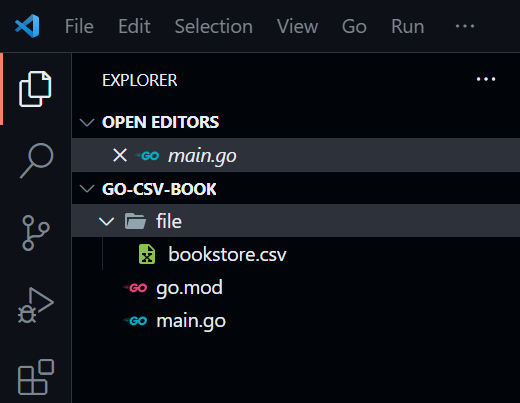 File Edit Selection View Go Run ...
EXPLORER ...
OPEN EDITORS
GO main.go
GO-CSV-BOOK
file
bookstore.csv
GO go.mod
GO main.go